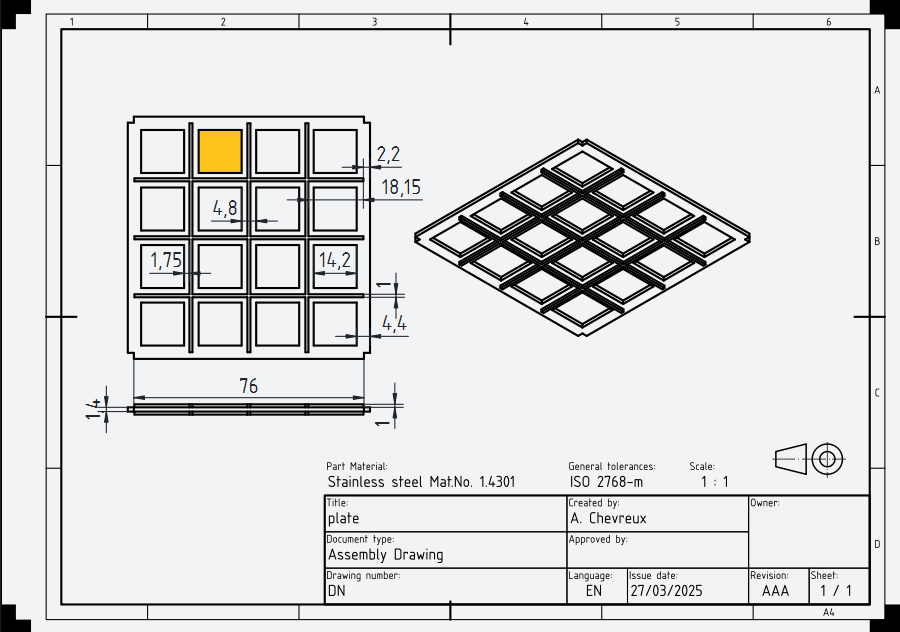 1 2 3 4 5 6
A
2,2
18,15
4,8
B
1,75 14,2
1
4,4
76
1,4 1
C
Part Material: General tolerances: Scale:
Stainless steel Mat.No. 1.4301 ISO 2768-m 1 : 1
Title: Created by: Owner:
plate A. Chevreux
Document type: Approved by:
Assembly Drawing
D
Drawing number: Language: Issue date: Revision: Sheet:
DN EN 27/03/2025 AAA 1 / 1
A4